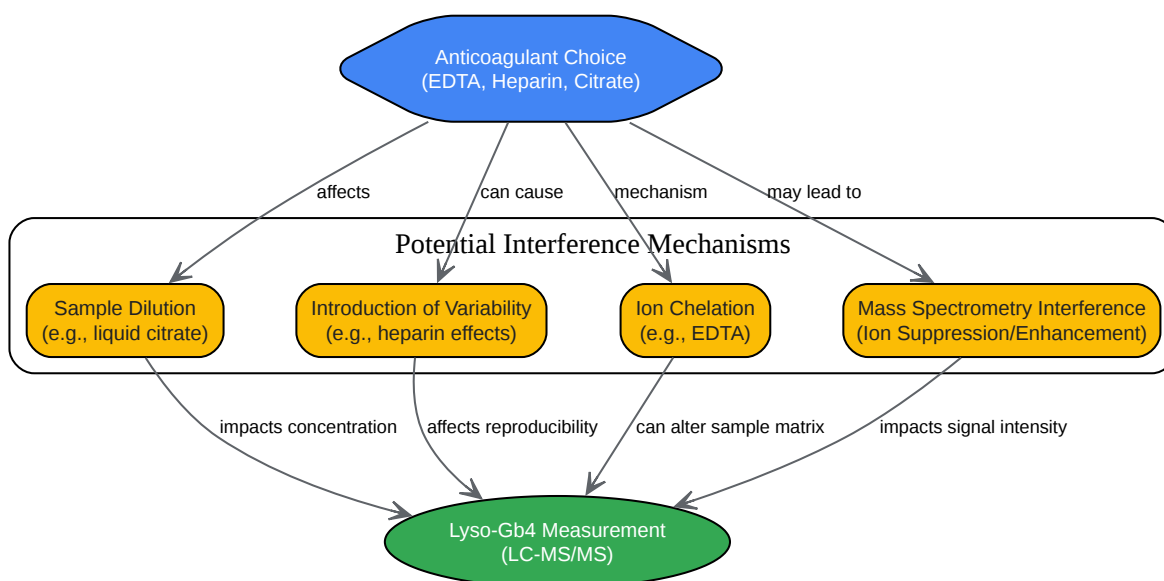 Anticoagulant Choice
(EDTA, Heparin, Citrate)
affects
can cause
mechanism
may lead to
Potential Interference Mechanisms
Sample Dilution
(e.g., liquid citrate)
Introduction of Variability
(e.g., heparin effects)
Ion Chelation
(e.g., EDTA)
Mass Spectrometry Interference
(Ion Suppression/Enhancement)
impacts concentration
affects reproducibility
can alter sample matrix
impacts signal intensity
Lyso-Gb4 Measurement
(LC-MS/MS)